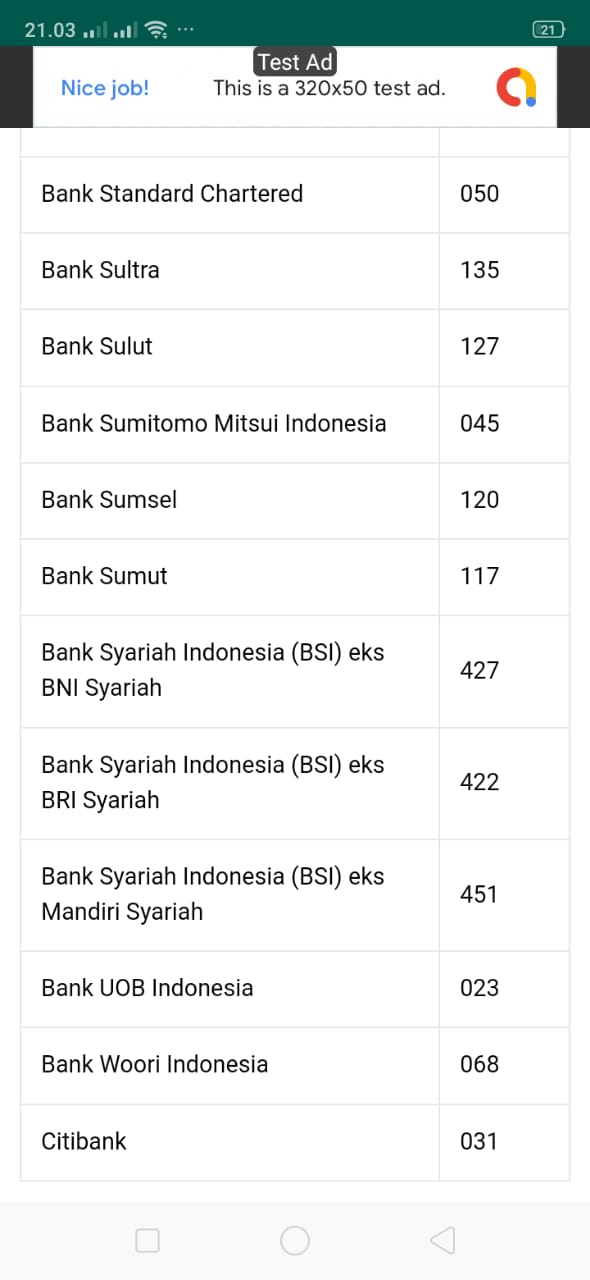 21.03 ... 21
Test Ad
Nice job! This is a 320x50 test ad.
Bank Standard Chartered 050
Bank Sultra 135
Bank Sulut 127
Bank Sumitomo Mitsui Indonesia 045
Bank Sumsel 120
Bank Sumut 117
Bank Syariah Indonesia (BSI) eks
BNI Syariah 427
Bank Syariah Indonesia (BSI) eks
BRI Syariah 422
Bank Syariah Indonesia (BSI) eks
Mandiri Syariah 451
Bank UOB Indonesia 023
Bank Woori Indonesia 068
Citibank 031